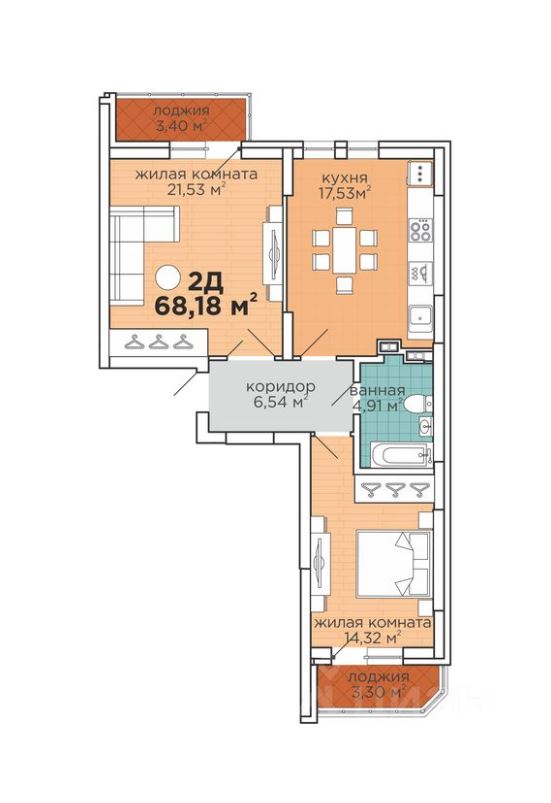 лоджия
3,40 м²
жилая комната
21,53 м²
кухня
17,53м²
2Д
68,18 м²
коридор
6,54 м²
ванная
4,91 м²
жилая комната
14,32 м²
лоджия
3,30 м²